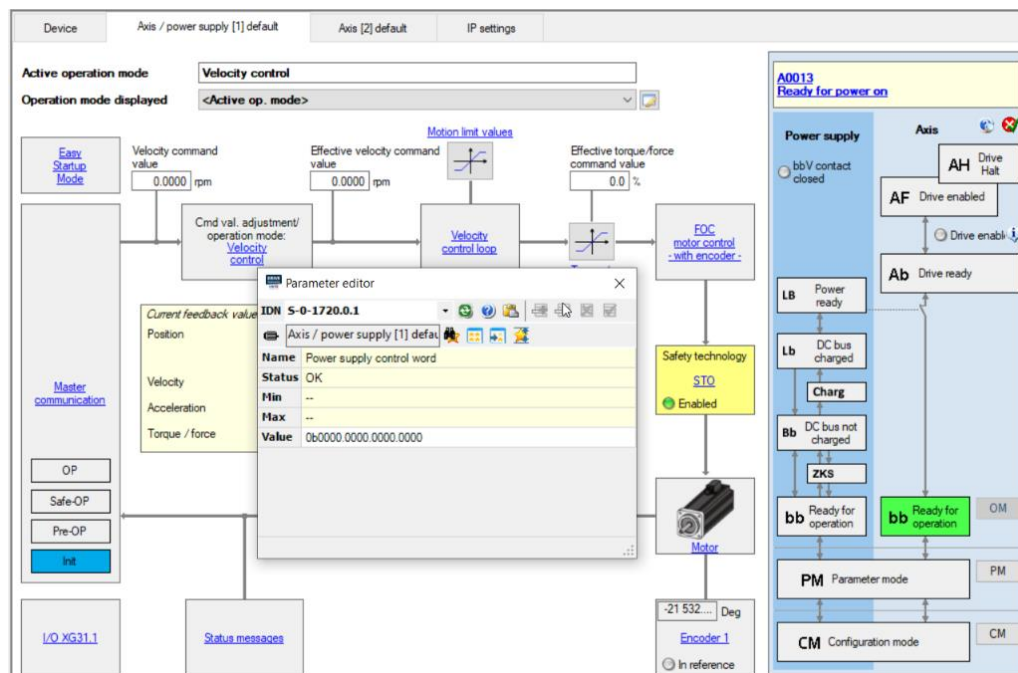 Device
Axis / power supply [1] default
Axis [2] default
IP settings
Active operation mode
Velocity control
Operation mode displayed
<Active op. mode>
Easy
Startup
Mode
Velocity command
value
0.0000 rpm
Effective velocity command
value
0.0000 rpm
Motion limit values
Effective torque/force
command value
0.0 %
Cmd val. adjustment/
operation mode:
Velocity
control
Velocity
control loop
FOC
motor control
- with encoder -
Master
communication
OP
Safe-OP
Pre-OP
Init
Current feedback value
Position
Velocity
Acceleration
Torque / force
Parameter editor
IDN S-0-1720.0.1
Axis / power supply [1] defau
Name Power supply control word
Status OK
Min --
Max --
Value 0b0000.0000.0000.0000
Safety technology
STO
Enabled
Motor
-21 532.... Deg
Encoder 1
In reference
I/O XG31.1
Status messages
A0013
Ready for power on
Power supply
Axis
bbV contact
closed
AH Drive
Halt
AF Drive enabled
Drive enabl
Ab Drive ready
LB Power
ready
Lb DC bus
charged
Charg
Bb DC bus not
charged
ZKS
bb Ready for
operation
bb Ready for
operation
OM
PM Parameter mode
PM
CM Configuration mode
CM